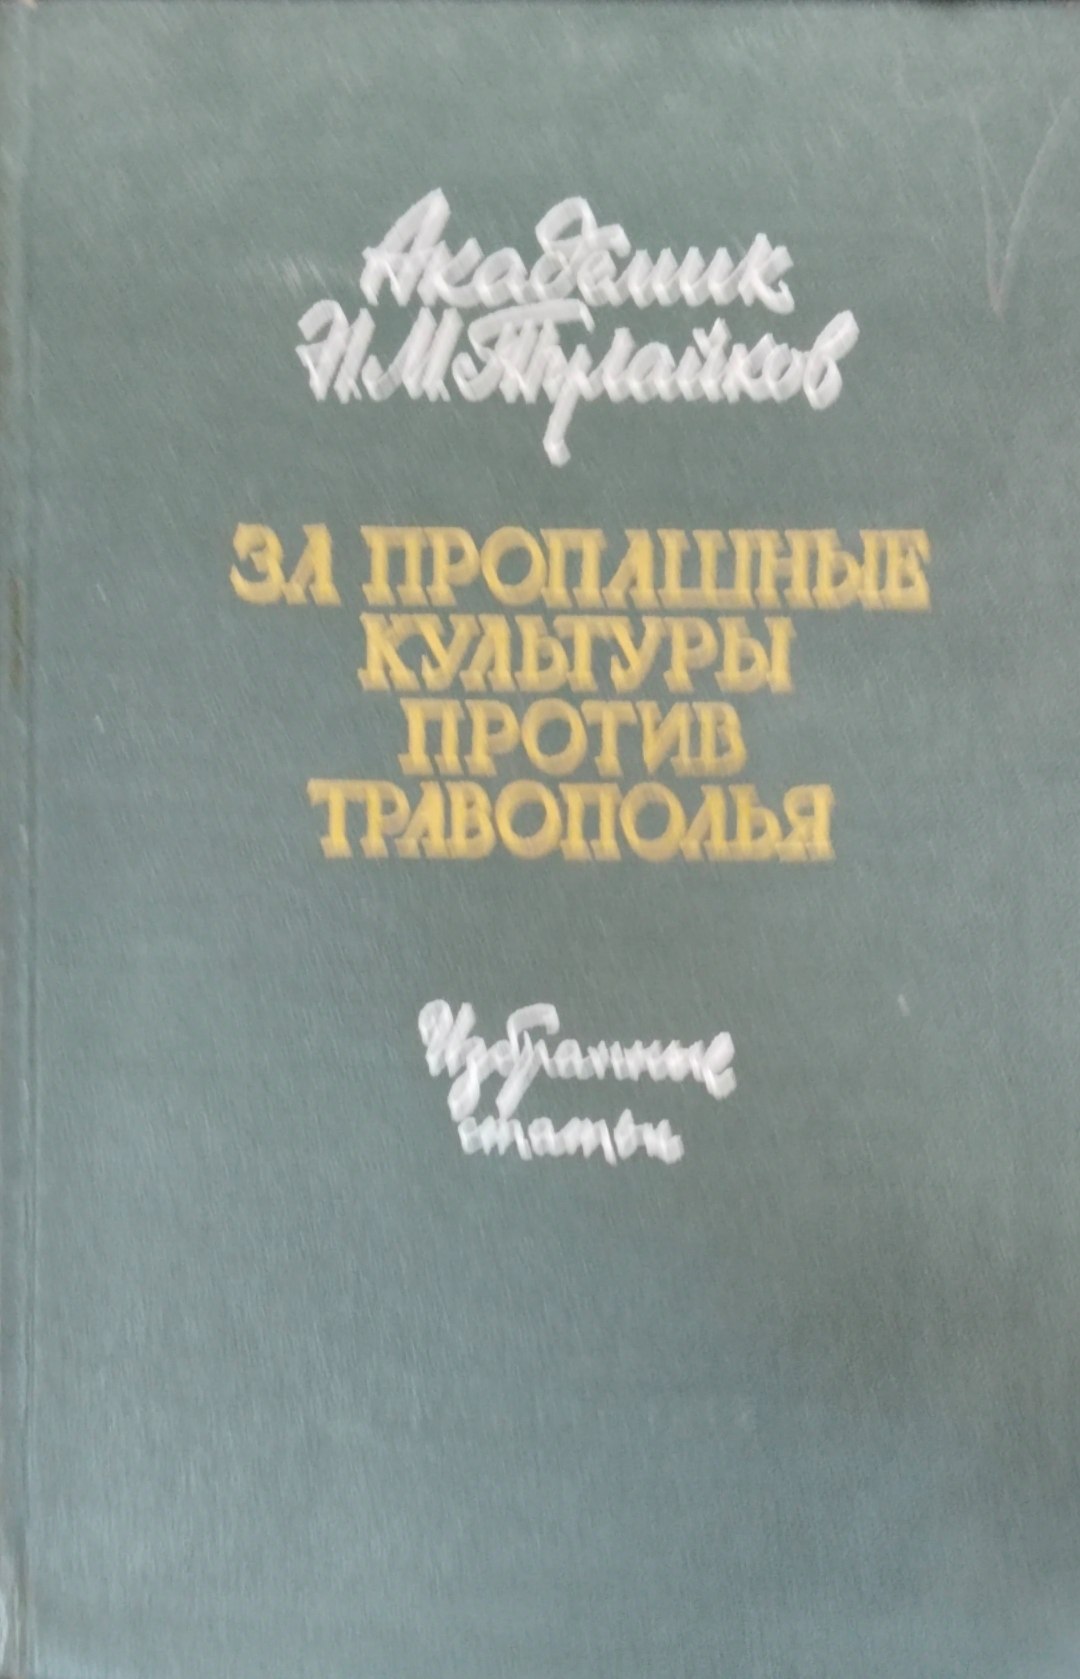 Академик
Н.М.Тулайков
ЗА ПРОПАШНЫЕ
КУЛЬТУРЫ
ПРОТИВ
ТРАВОПОЛЬЯ
Избранные
статьи